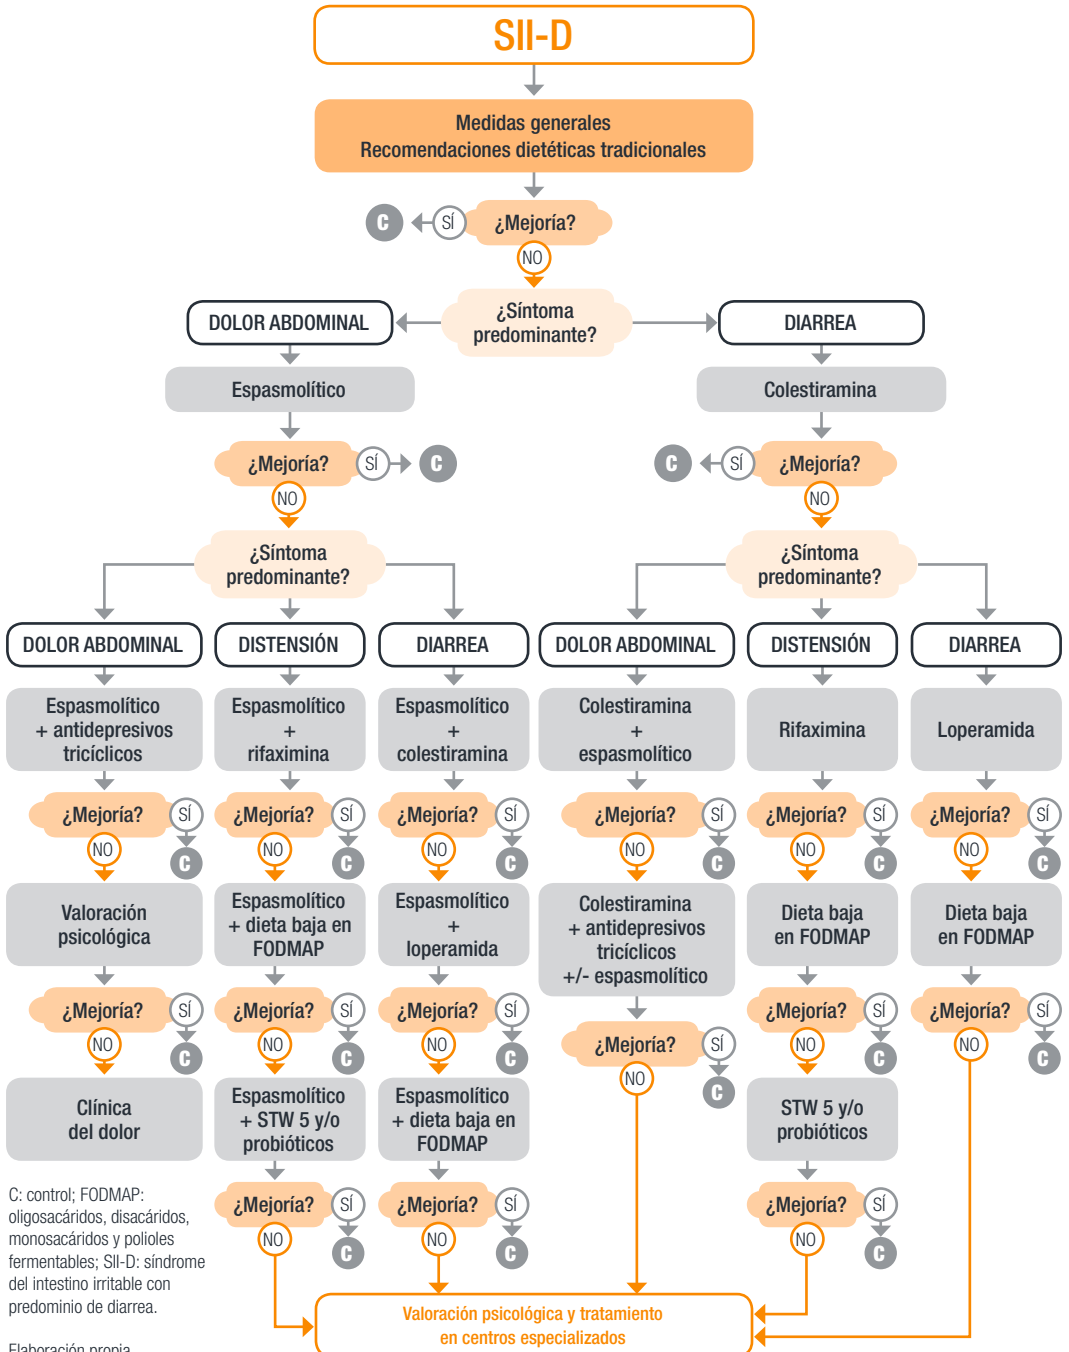 SII-D
Medidas generales
Recomendaciones dietéticas tradicionales
C
SÍ
¿Mejoría?
NO
DOLOR ABDOMINAL
¿Síntoma
predominante?
DIARREA
Espasmolítico
Colestiramina
¿Mejoría?
SÍ
C
C
SÍ
¿Mejoría?
NO
NO
¿Síntoma
predominante?
¿Síntoma
predominante?
DOLOR ABDOMINAL
DISTENSIÓN
DIARREA
DOLOR ABDOMINAL
DISTENSIÓN
DIARREA
Espasmolítico
+ antidepresivos
tricíclicos
Espasmolítico
+
rifaximina
Espasmolítico
+
colestiramina
Colestiramina
+
espasmolítico
Rifaximina
Loperamida
¿Mejoría?
SÍ
NO
C
¿Mejoría?
SÍ
NO
C
¿Mejoría?
SÍ
NO
C
¿Mejoría?
SÍ
NO
C
¿Mejoría?
SÍ
NO
C
¿Mejoría?
SÍ
NO
C
Valoración
psicológica
Espasmolítico
+ dieta baja en
FODMAP
Espasmolítico
+
loperamida
Colestiramina
+ antidepresivos
tricíclicos
+/- espasmolítico
Dieta baja
en FODMAP
Dieta baja
en FODMAP
¿Mejoría?
SÍ
NO
C
¿Mejoría?
SÍ
NO
C
¿Mejoría?
SÍ
NO
C
¿Mejoría?
SÍ
NO
C
¿Mejoría?
SÍ
NO
C
¿Mejoría?
SÍ
NO
C
Clínica
del dolor
Espasmolítico
+ STW 5 y/o
probióticos
Espasmolítico
+ dieta baja en
FODMAP
STW 5 y/o
probióticos
¿Mejoría?
SÍ
NO
C
¿Mejoría?
SÍ
NO
C
¿Mejoría?
SÍ
NO
C
Valoración psicológica y tratamiento
en centros especializados
C: control; FODMAP:
oligosacáridos, disacáridos,
monosacáridos y polioles
fermentables; SII-D: síndrome
del intestino irritable con
predominio de diarrea.
Elaboración propia